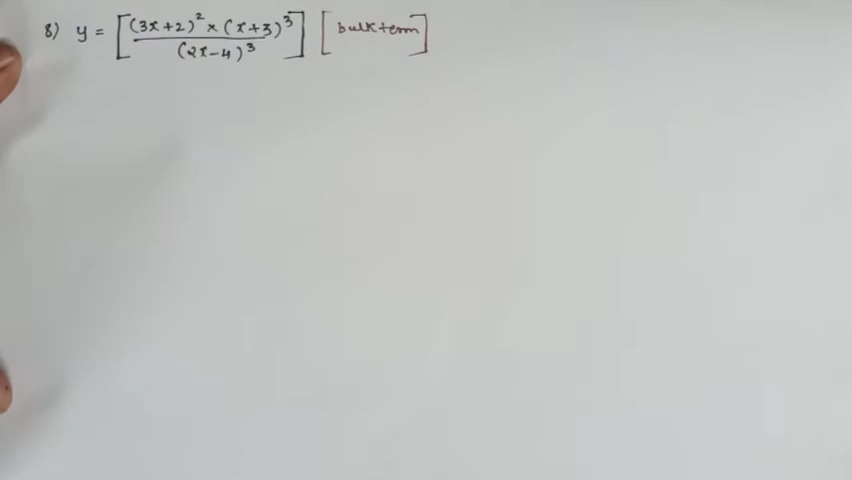 8) y = [(3x+2)² × (x+3)³ / (2x-4)³] [bulk term]